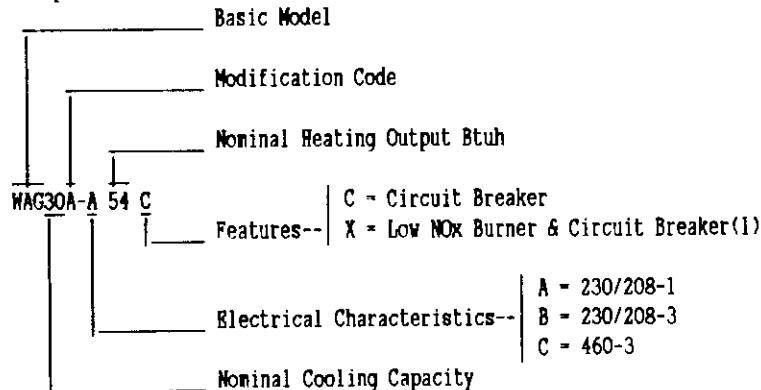 Basic Model
Modification Code
Nominal Heating Output Btuh
WAG30A-A 54 C
Features-- C = Circuit Breaker
X = Low NOx Burner & Circuit Breaker(1)
Electrical Characteristics-- A = 230/208-1
B = 230/208-3
C = 460-3
Nominal Cooling Capacity